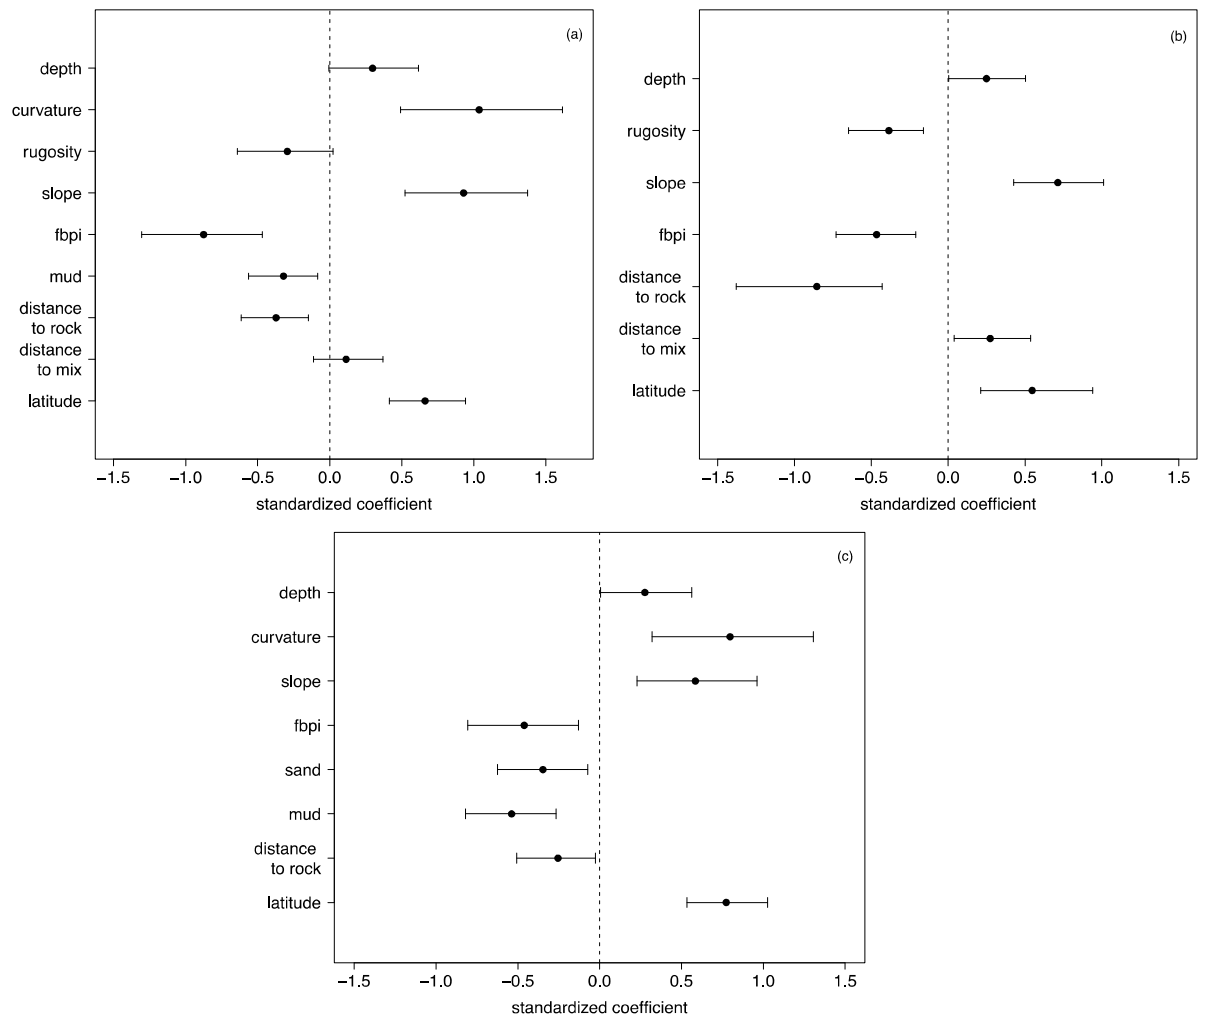 (a)
depth
curvature
rugosity
slope
fbpi
mud
distance
to rock
distance
to mix
latitude
−1.5 −1.0 −0.5 0.0 0.5 1.0 1.5
standardized coefficient
(b)
depth
rugosity
slope
fbpi
distance
to rock
distance
to mix
latitude
−1.5 −1.0 −0.5 0.0 0.5 1.0 1.5
standardized coefficient
(c)
depth
curvature
slope
fbpi
sand
mud
distance
to rock
latitude
−1.5 −1.0 −0.5 0.0 0.5 1.0 1.5
standardized coefficient